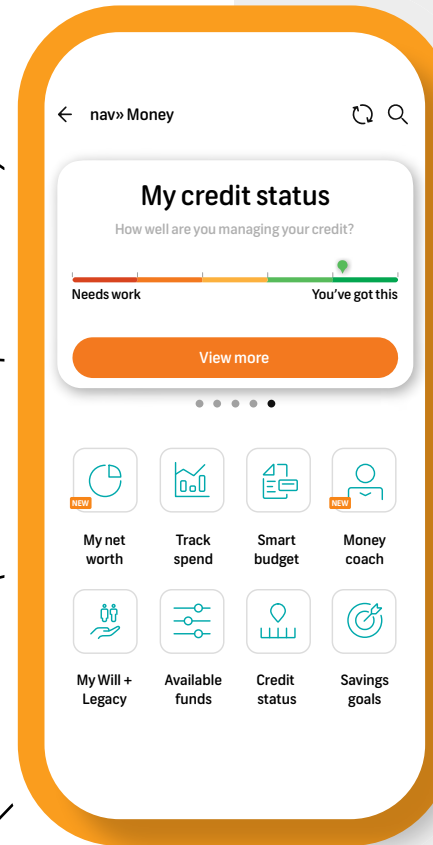 nav» Money
My credit status
How well are you managing your credit?
Needs work
You've got this
View more
NEW
NEW
My net
worth
Track
spend
Smart
budget
Money
coach
My Will +
Legacy
Available
funds
Credit
status
Savings
goals